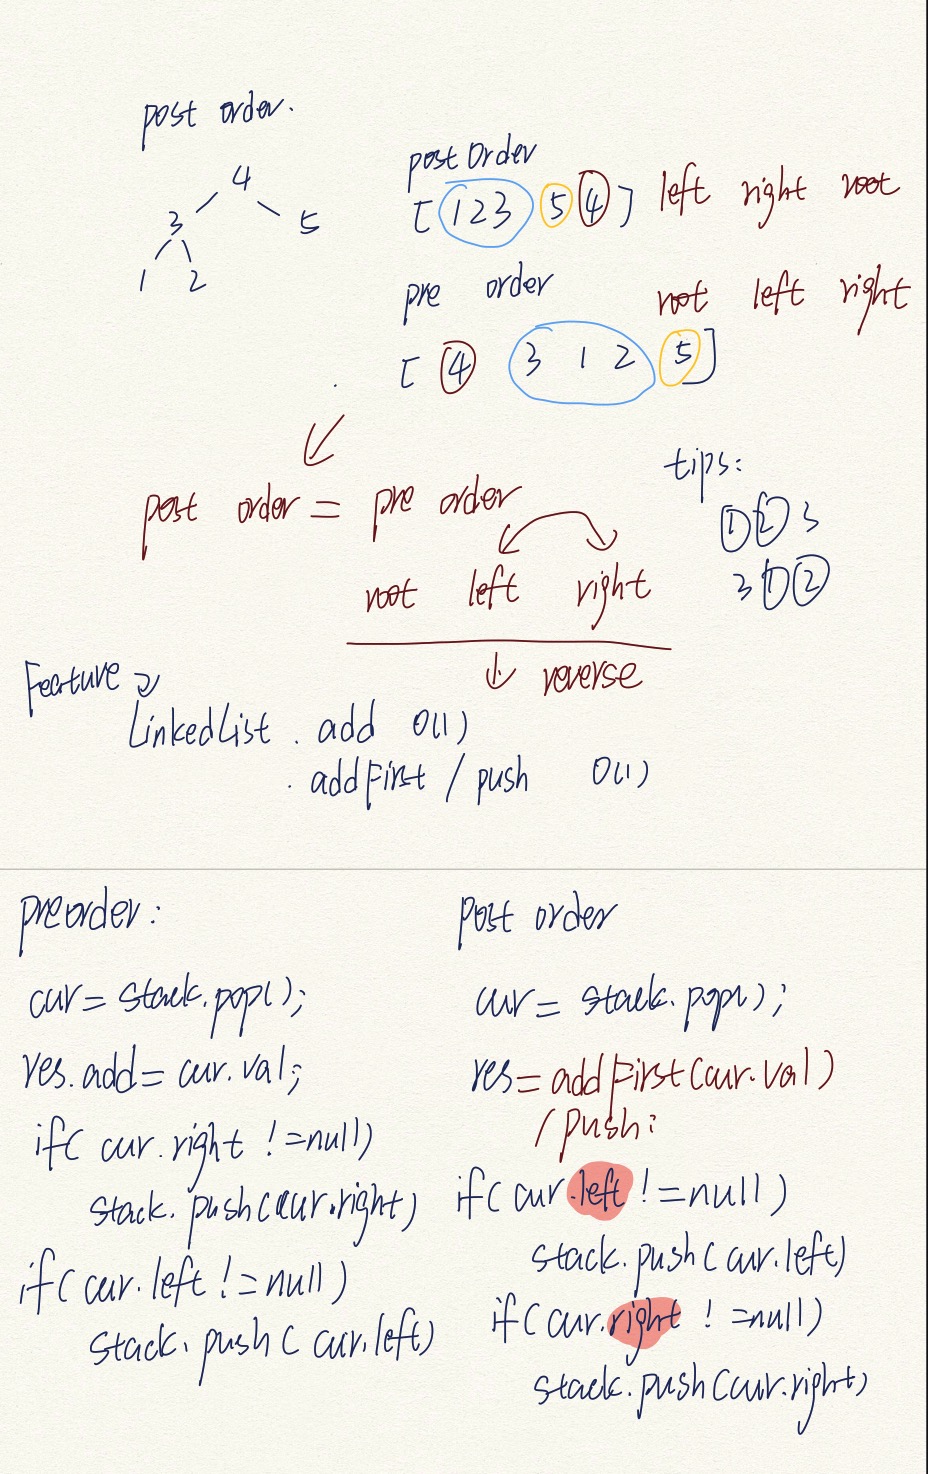 post order.
4
3 5
1 2
postOrder
[ 1 2 3 5 4 ] left right root
pre order root left right
[ 4 3 1 2 5 ]
post order = pre order
root left right
reverse
tips:
1 2 3
3 1 2
Feature
LinkedList . add O(1)
. addFirst / push O(1)
preorder:
cur = stack.pop();
res.add = cur.val;
if( cur.right != null)
stack. push(cur.right)
if( cur.left != null)
stack. push( cur.left)
post order
cur = stack.pop();
res = addFirst(cur.val)
/ push:
if( cur.left != null)
stack.push( cur.left)
if( cur.right != null)
stack.push(cur.right)